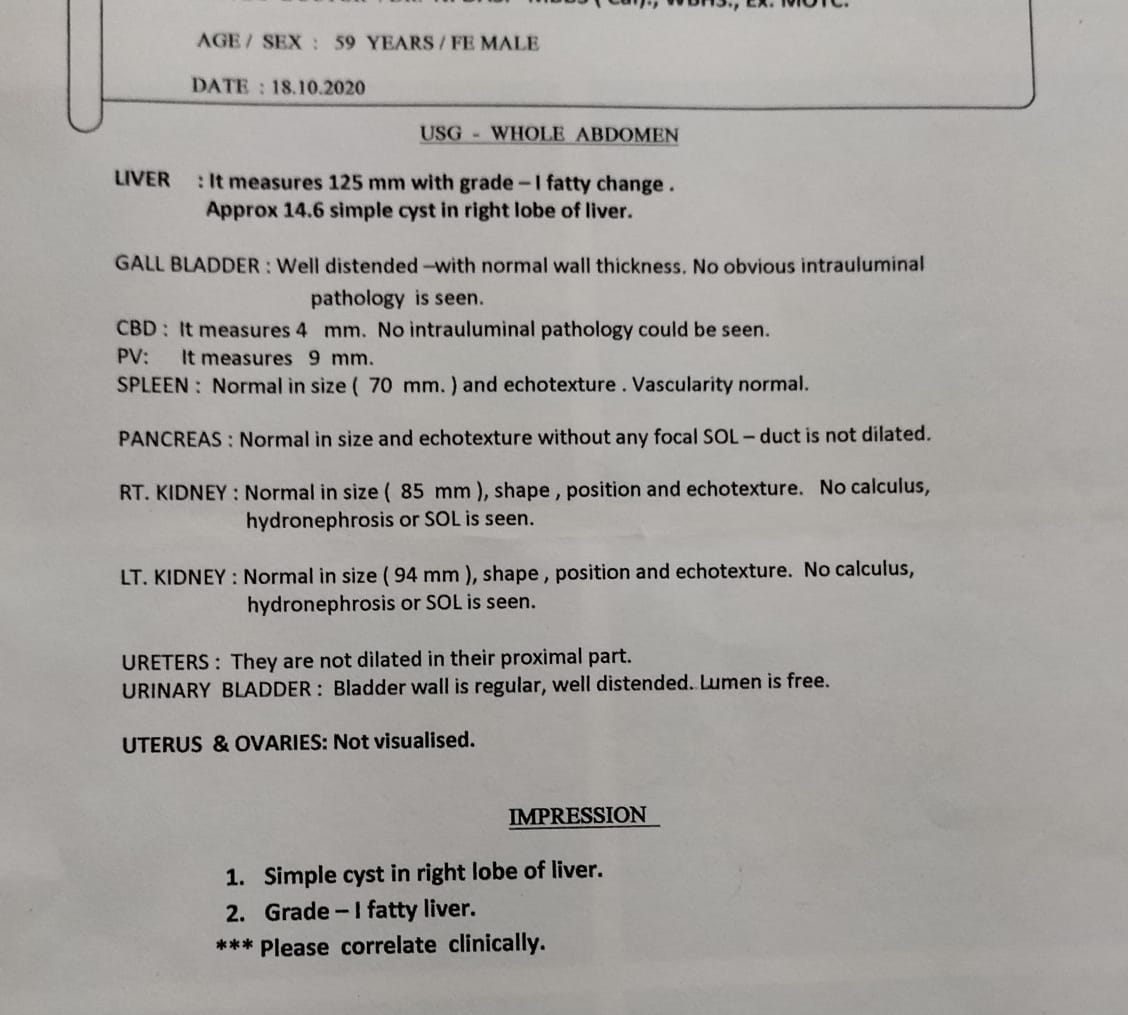 AGE / SEX : 59 YEARS / FE MALE
DATE : 18.10.2020
USG - WHOLE ABDOMEN
LIVER : It measures 125 mm with grade – I fatty change .
Approx 14.6 simple cyst in right lobe of liver.
GALL BLADDER : Well distended –with normal wall thickness. No obvious intrauluminal
pathology is seen.
CBD : It measures 4 mm. No intrauluminal pathology could be seen.
PV: It measures 9 mm.
SPLEEN : Normal in size ( 70 mm. ) and echotexture . Vascularity normal.
PANCREAS : Normal in size and echotexture without any focal SOL – duct is not dilated.
RT. KIDNEY : Normal in size ( 85 mm ), shape , position and echotexture. No calculus,
hydronephrosis or SOL is seen.
LT. KIDNEY : Normal in size ( 94 mm ), shape , position and echotexture. No calculus,
hydronephrosis or SOL is seen.
URETERS : They are not dilated in their proximal part.
URINARY BLADDER : Bladder wall is regular, well distended. Lumen is free.
UTERUS & OVARIES: Not visualised.
IMPRESSION
1. Simple cyst in right lobe of liver.
2. Grade – I fatty liver.
*** Please correlate clinically.